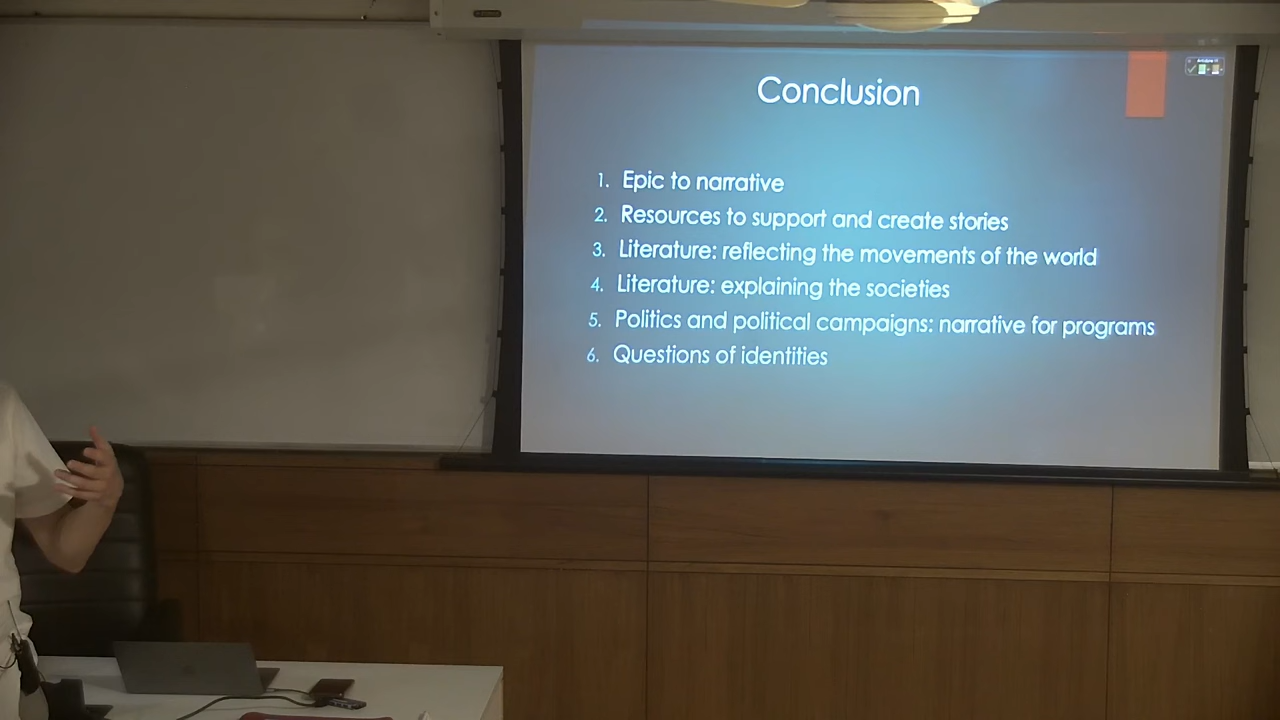 Conclusion
1. Epic to narrative
2. Resources to support and create stories
3. Literature: reflecting the movements of the world
4. Literature: explaining the societies
5. Politics and political campaigns: narrative for programs
6. Questions of identities